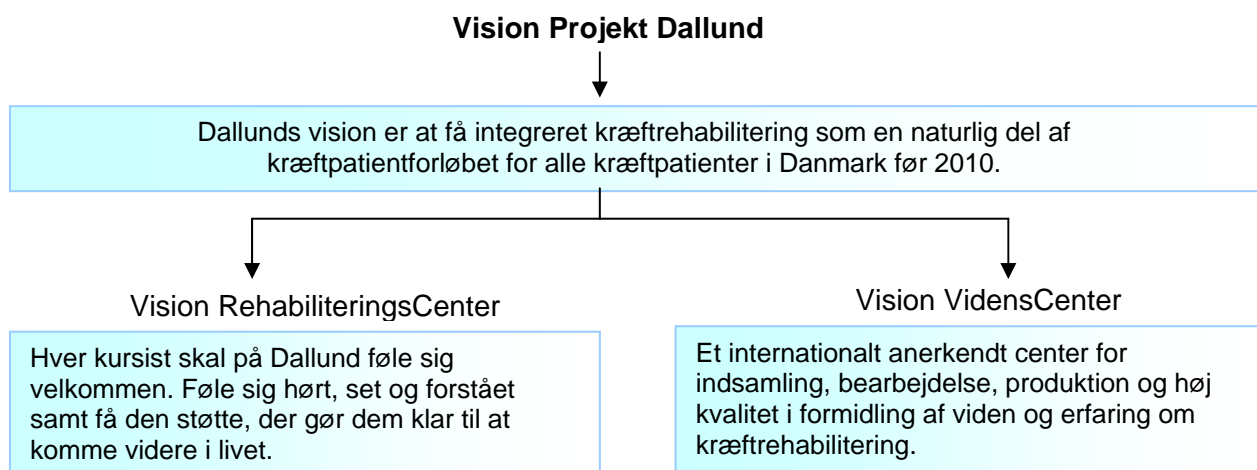 Vision Projekt Dallund
Dallunds vision er at få integreret kræftrehabilitering som en naturlig del af
kræftpatientforløbet for alle kræftpatienter i Danmark før 2010.
Vision RehabiliteringsCenter
Hver kursist skal på Dallund føle sig
velkommen. Føle sig hørt, set og forstået
samt få den støtte, der gør dem klar til at
komme videre i livet.
Vision VidensCenter
Et internationalt anerkendt center for
indsamling, bearbejdelse, produktion og høj
kvalitet i formidling af viden og erfaring om
kræftrehabilitering.